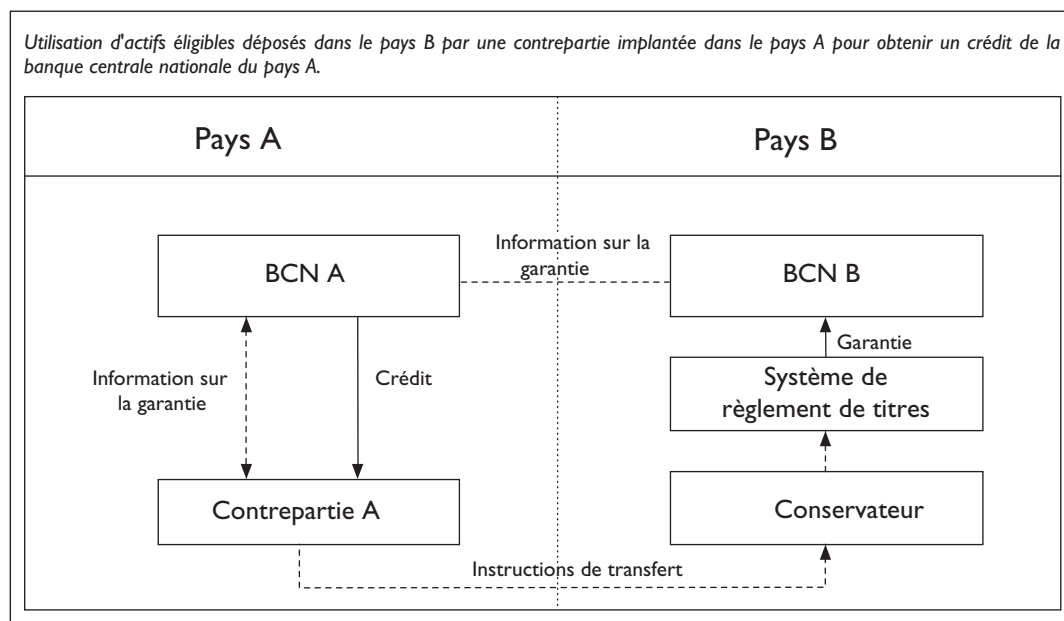 Utilisation d'actifs éligibles déposés dans le pays B par une contrepartie implantée dans le pays A pour obtenir un crédit de la
banque centrale nationale du pays A.
Pays A
Pays B
Information sur la
garantie
BCN A
BCN B
Garantie
Information sur
la garantie
Crédit
Système de
règlement de titres
Contrepartie A
Conservateur
Instructions de transfert